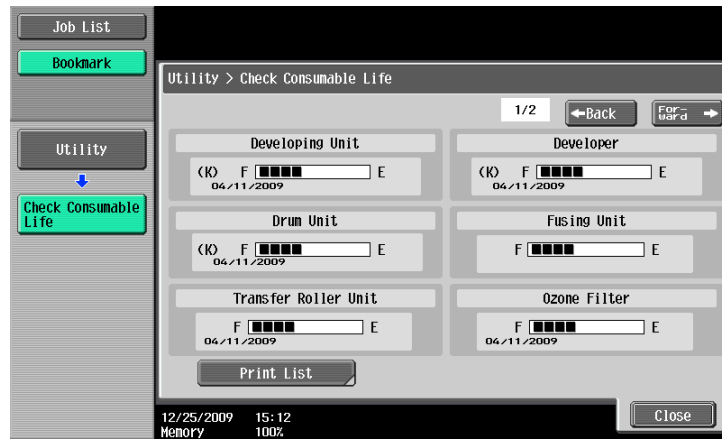 Job List
Bookmark
Utility > Check Consumable Life
1/2 ←Back For-ward →
Utility
Check Consumable
Life
Developing Unit
(K) F E
04/11/2009
Developer
(K) F E
04/11/2009
Drum Unit
(K) F E
04/11/2009
Fusing Unit
F E
Transfer Roller Unit
F E
04/11/2009
Ozone Filter
F E
04/11/2009
Print List
12/25/2009 15:12
Memory 100%
Close